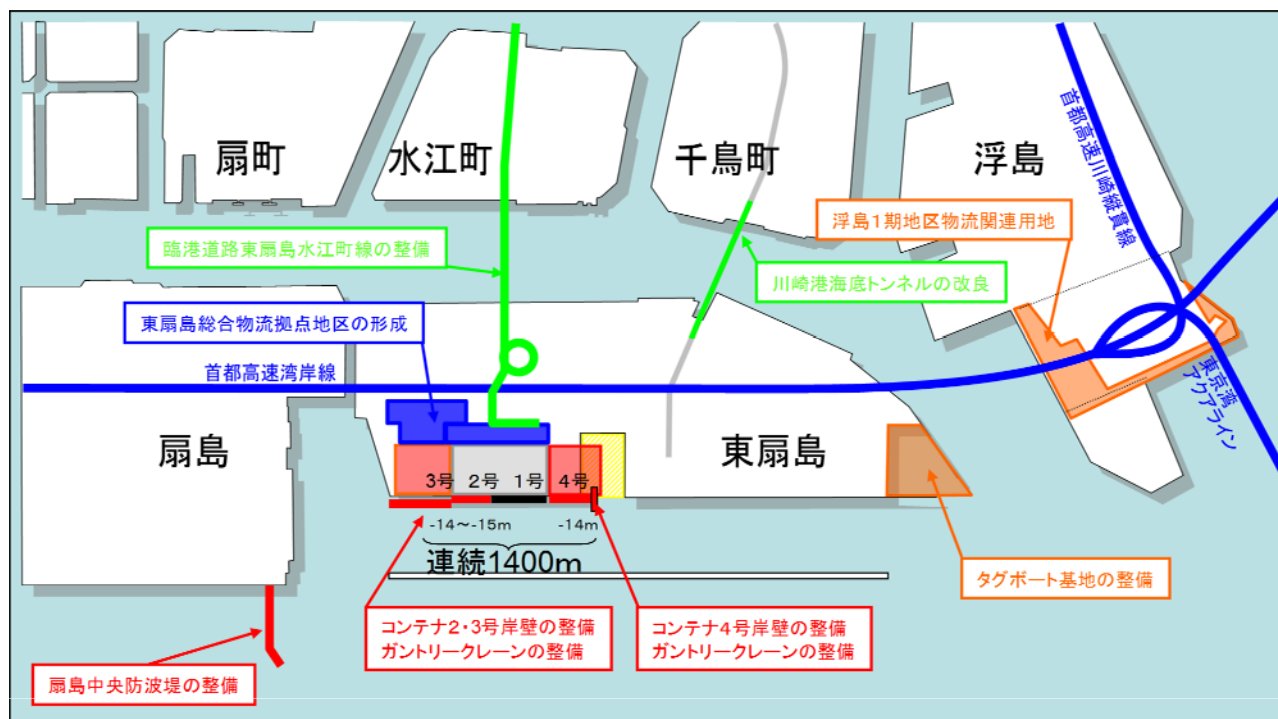 扇町
水江町
千鳥町
浮島
首都高速川崎縦貫線
浮島1期地区物流関連用地
臨港道路東扇島水江町線の整備
川崎港海底トンネルの改良
東扇島総合物流拠点地区の形成
首都高速湾岸線
東京湾
アクアライン
扇島
東扇島
3号
2号
1号
4号
-14～-15m
-14m
連続1400m
タグボート基地の整備
コンテナ2・3号岸壁の整備
ガントリークレーンの整備
コンテナ4号岸壁の整備
ガントリークレーンの整備
扇島中央防波堤の整備